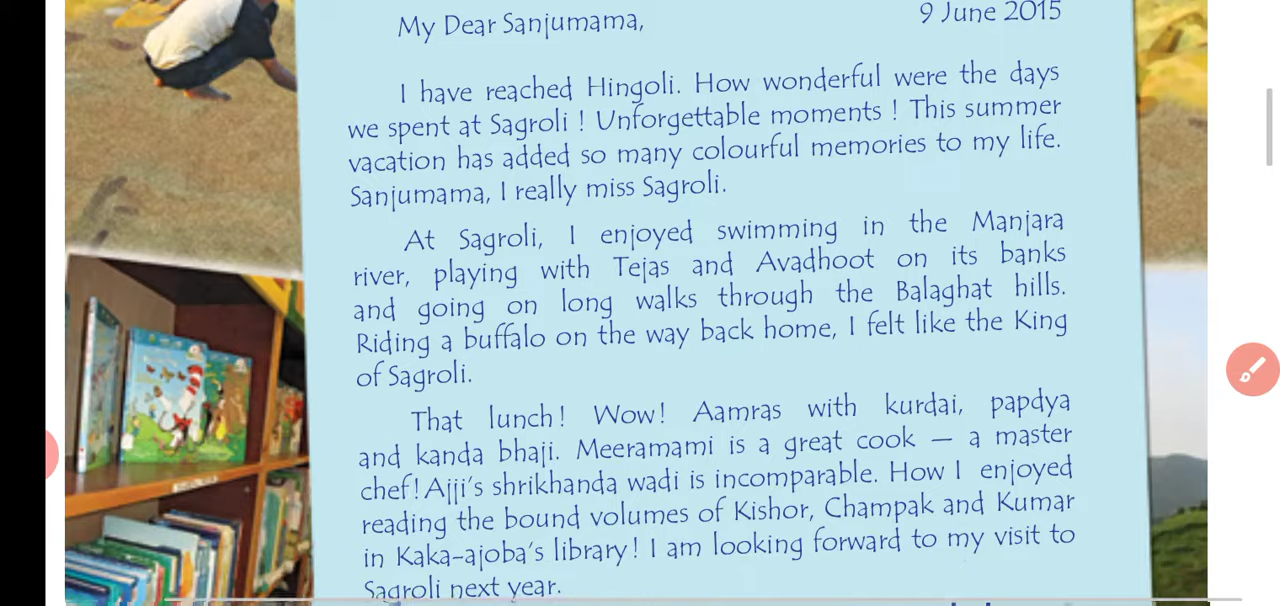 My Dear Sanjumama, 9 June 2015
I have reached Hingoli. How wonderful were the days
we spent at Sagroli ! Unforgettable moments ! This summer
vacation has added so many colourful memories to my life.
Sanjumama, I really miss Sagroli.
At Sagroli, I enjoyed swimming in the Manjara
river, playing with Tejas and Avadhoot on its banks
and going on long walks through the Balaghat hills.
Riding a buffalo on the way back home, I felt like the King
of Sagroli.
That lunch! Wow! Aamras with kurdai, papdya
and kanda bhaji. Meeramami is a great cook – a master
chef! Ajji's shrikhanda wadi is incomparable. How I enjoyed
reading the bound volumes of Kishor, Champak and Kumar
in Kaka-ajoba's library! I am looking forward to my visit to
Sagroli next year.